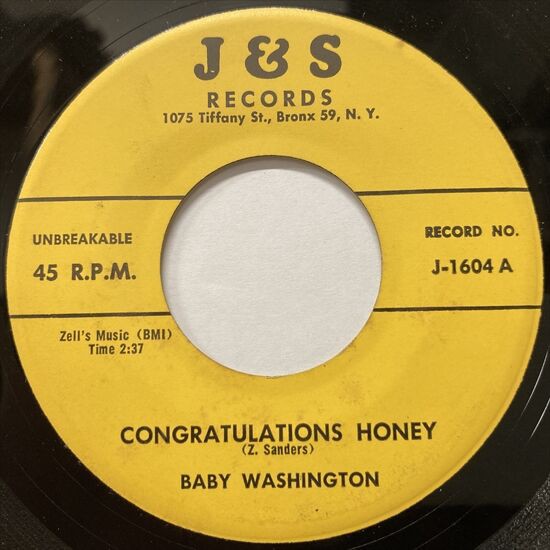 J & S
RECORDS
1075 Tiffany St., Bronx 59, N. Y.
UNBREAKABLE
45 R.P.M.
RECORD NO.
J-1604 A
Zell's Music (BMI)
Time 2:37
CONGRATULATIONS HONEY
(Z. Sanders)
BABY WASHINGTON